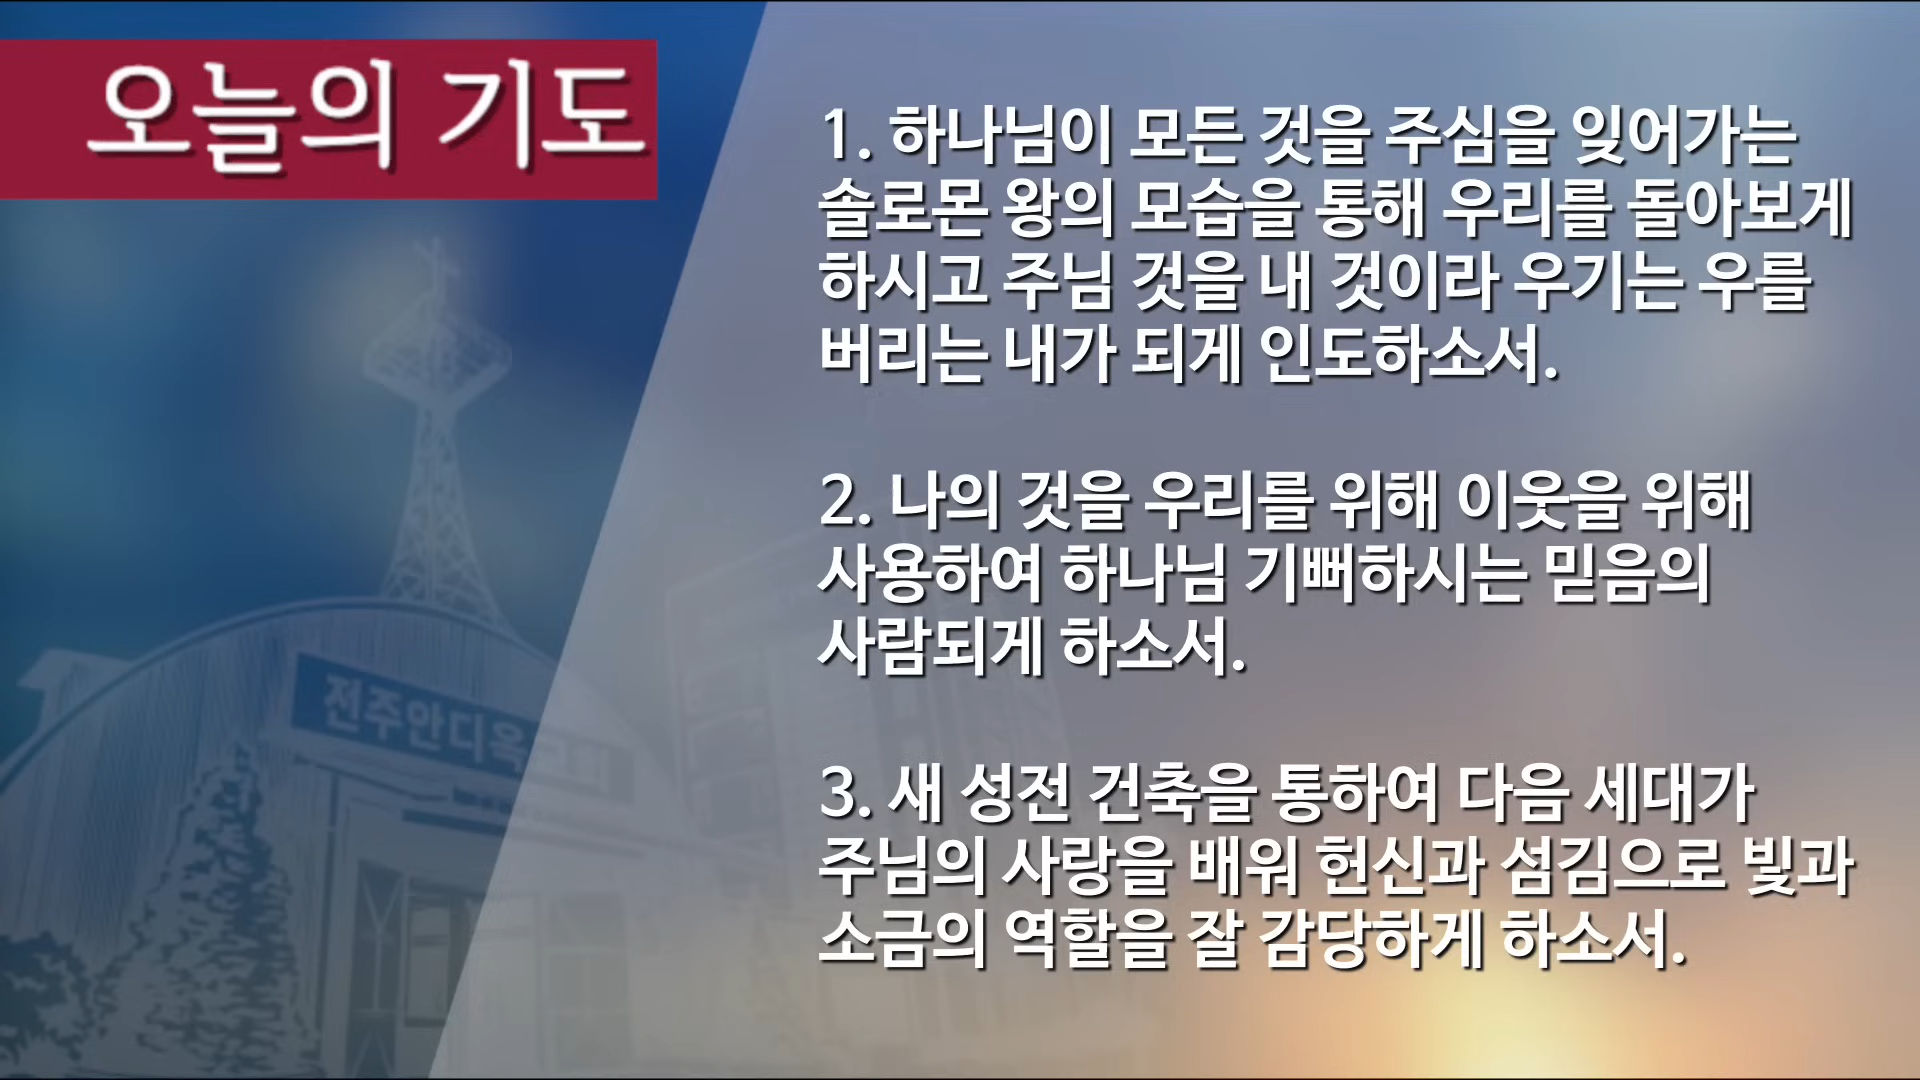 오늘의 기도
1. 하나님이 모든 것을 주심을 잊어가는
솔로몬 왕의 모습을 통해 우리를 돌아보게
하시고 주님 것을 내 것이라 우기는 우를
버리는 내가 되게 인도하소서.
2. 나의 것을 우리를 위해 이웃을 위해
사용하여 하나님 기뻐하시는 믿음의
사람되게 하소서.
3. 새 성전 건축을 통하여 다음 세대가
주님의 사랑을 배워 헌신과 섬김으로 빛과
소금의 역할을 잘 감당하게 하소서.
전주안디옥교회